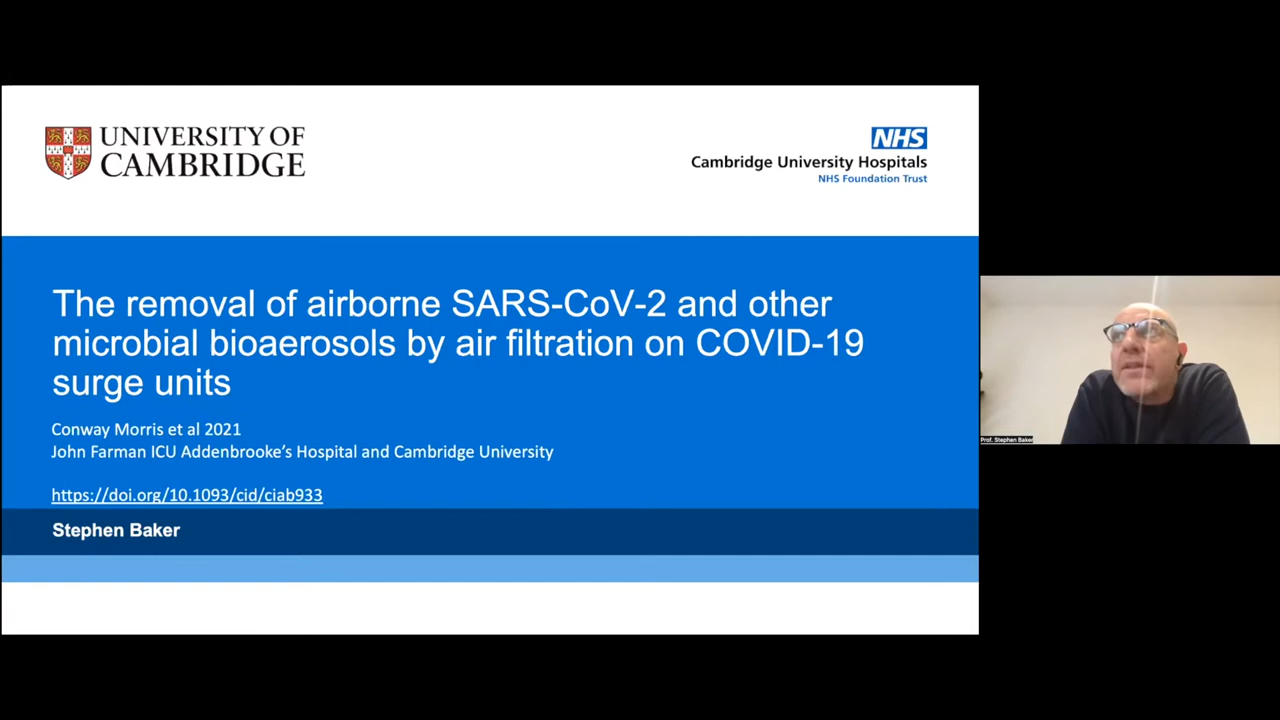 UNIVERSITY OF
CAMBRIDGE
NHS
Cambridge University Hospitals
NHS Foundation Trust
The removal of airborne SARS-CoV-2 and other
microbial bioaerosols by air filtration on COVID-19
surge units
Conway Morris et al 2021
John Farman ICU Addenbrooke's Hospital and Cambridge University
https://doi.org/10.1093/cid/ciab933
Stephen Baker
Prof. Stephen Baker